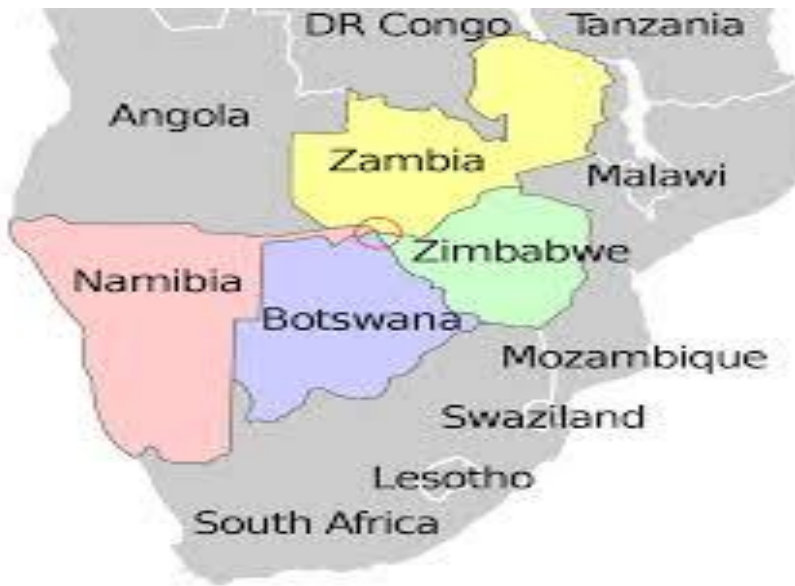 DR Congo
Tanzania
Angola
Zambia
Malawi
Zimbabwe
Namibia
Botswana
Mozambique
Swaziland
Lesotho
South Africa